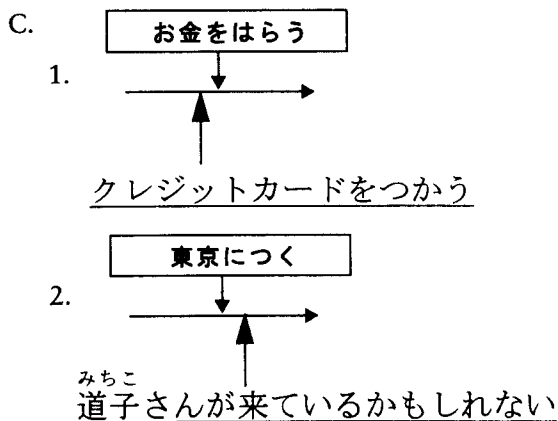 C.
お金をはらう
1.
クレジットカードをつかう
東京につく
2.
みちこ
道子さんが来ているかもしれない